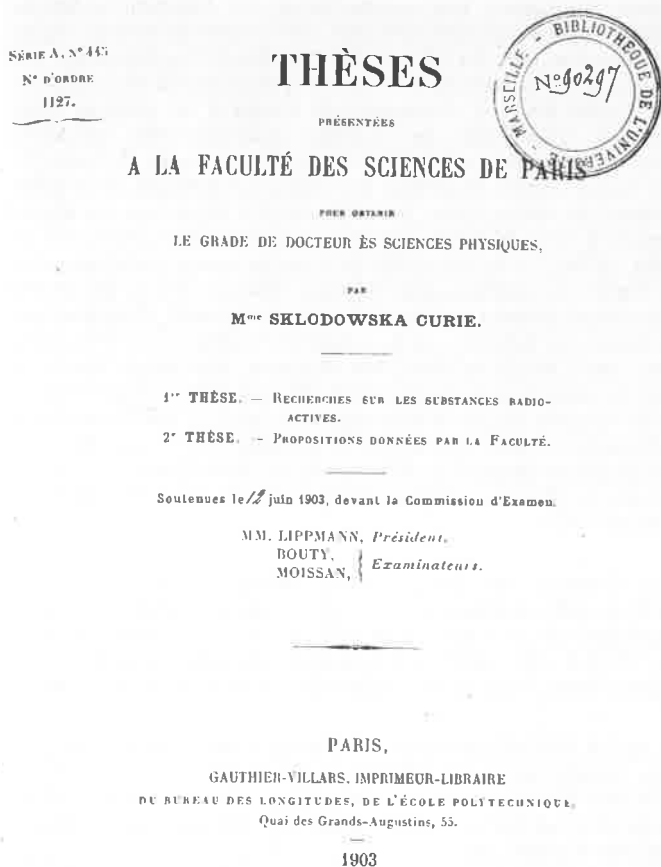 SÉRIE A, N° 445
N° D'ORDRE
1127.
THÈSES
PRÉSENTÉES
A LA FACULTÉ DES SCIENCES DE PARIS
POUR OBTENIR
LE GRADE DE DOCTEUR ÈS SCIENCES PHYSIQUES,
PAR
Mme SKLODOWSKA CURIE.
1re THÈSE. — RECHERCHES SUR LES SUBSTANCES RADIO-
ACTIVES.
2e THÈSE. — PROPOSITIONS DONNÉES PAR LA FACULTÉ.
Soutenues le 12 juin 1903, devant la Commission d'Examen.
MM. LIPPMANN, Président.
BOUTY,
MOISSAN, } Examinateurs.
PARIS,
GAUTHIER-VILLARS, IMPRIMEUR-LIBRAIRE
DU BUREAU DES LONGITUDES, DE L'ÉCOLE POLYTECHNIQUE,
Quai des Grands-Augustins, 55.
1903
BIBLIOTHEQUE DE L'UNIVERSITÉ - MARSEILLE -
N° 90297